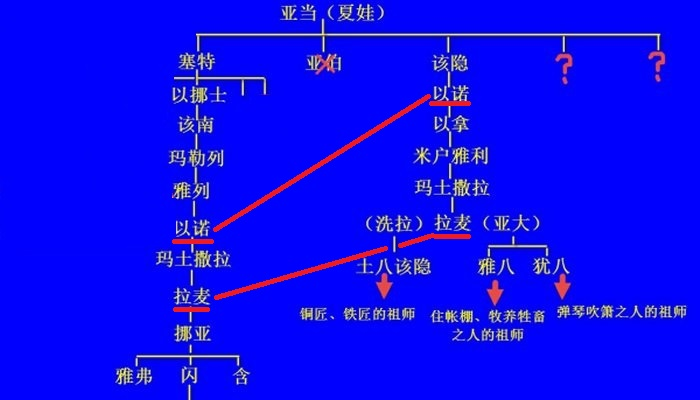 亚当（夏娃）
塞特 亚伯 该隐 ? ?
以挪士 以诺
该南 以拿
玛勒列 米户雅利
雅列 玛土撒拉
以诺 （洗拉）拉麦（亚大）
玛土撒拉 土八该隐 雅八 犹八
拉麦 铜匠、铁匠的祖师 住帐棚、牧养牲畜 弹琴吹箫之人的祖师
之人的祖师
挪亚
雅弗 闪 含